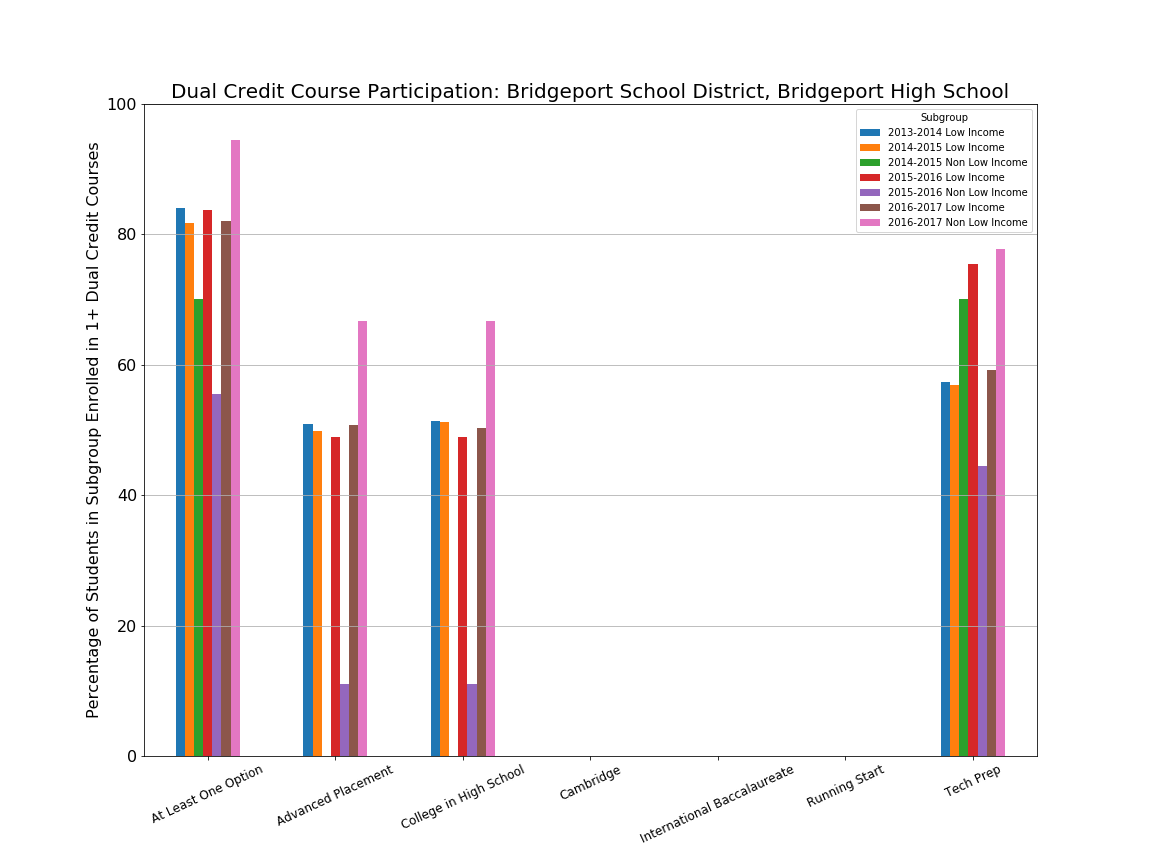 Dual Credit Course Participation: Bridgeport School District, Bridgeport High School
Percentage of Students in Subgroup Enrolled in 1+ Dual Credit Courses
100
80
60
40
20
0
Subgroup
2013-2014 Low Income
2014-2015 Low Income
2014-2015 Non Low Income
2015-2016 Low Income
2015-2016 Non Low Income
2016-2017 Low Income
2016-2017 Non Low Income
At Least One Option
Advanced Placement
College in High School
Cambridge
International Baccalaureate
Running Start
Tech Prep